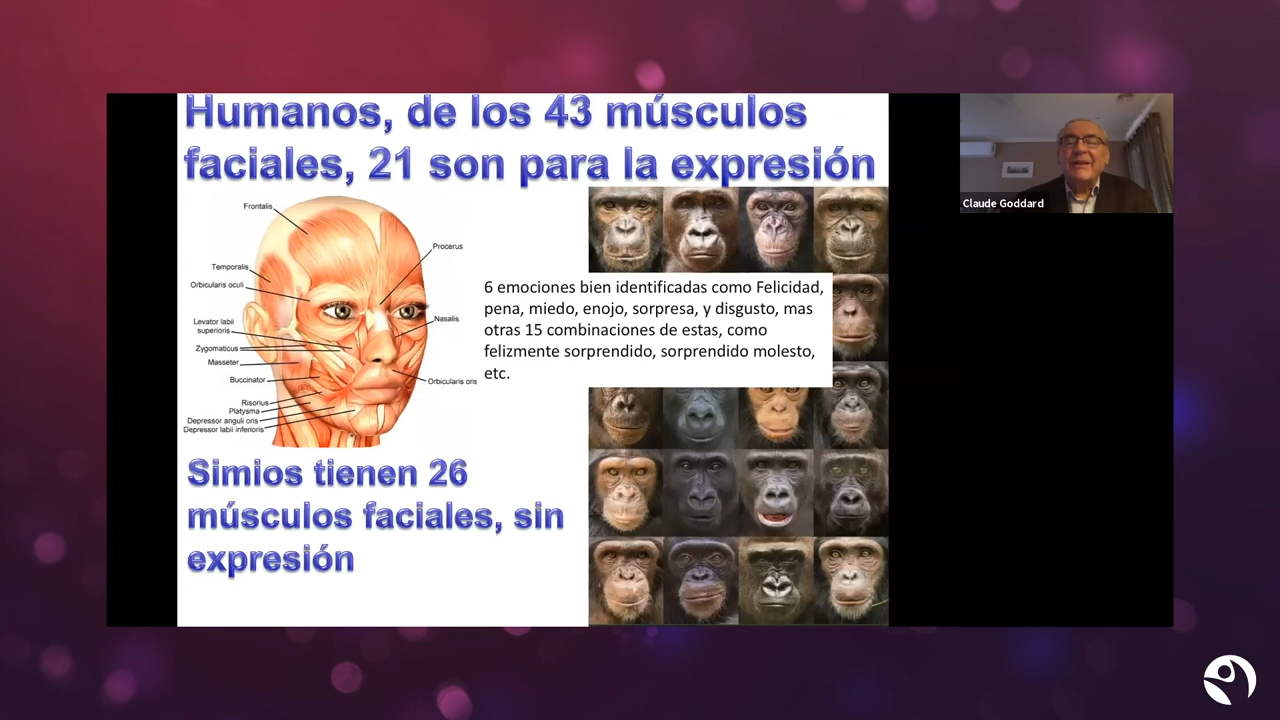 Humanos, de los 43 músculos
faciales, 21 son para la expresión
Claude Goddard
Frontalis
Procerus
Temporalis
Orbicularis oculi
Levator labii
superioris
Nasalis
Zygomaticus
Masseter
Buccinator
Orbicularis oris
Risorius
Platysma
Depressor anguli oris
Depressor labii inferioris
6 emociones bien identificadas como Felicidad,
pena, miedo, enojo, sorpresa, y disgusto, mas
otras 15 combinaciones de estas, como
felizmente sorprendido, sorprendido molesto,
etc.
Simios tienen 26
músculos faciales, sin
expresión